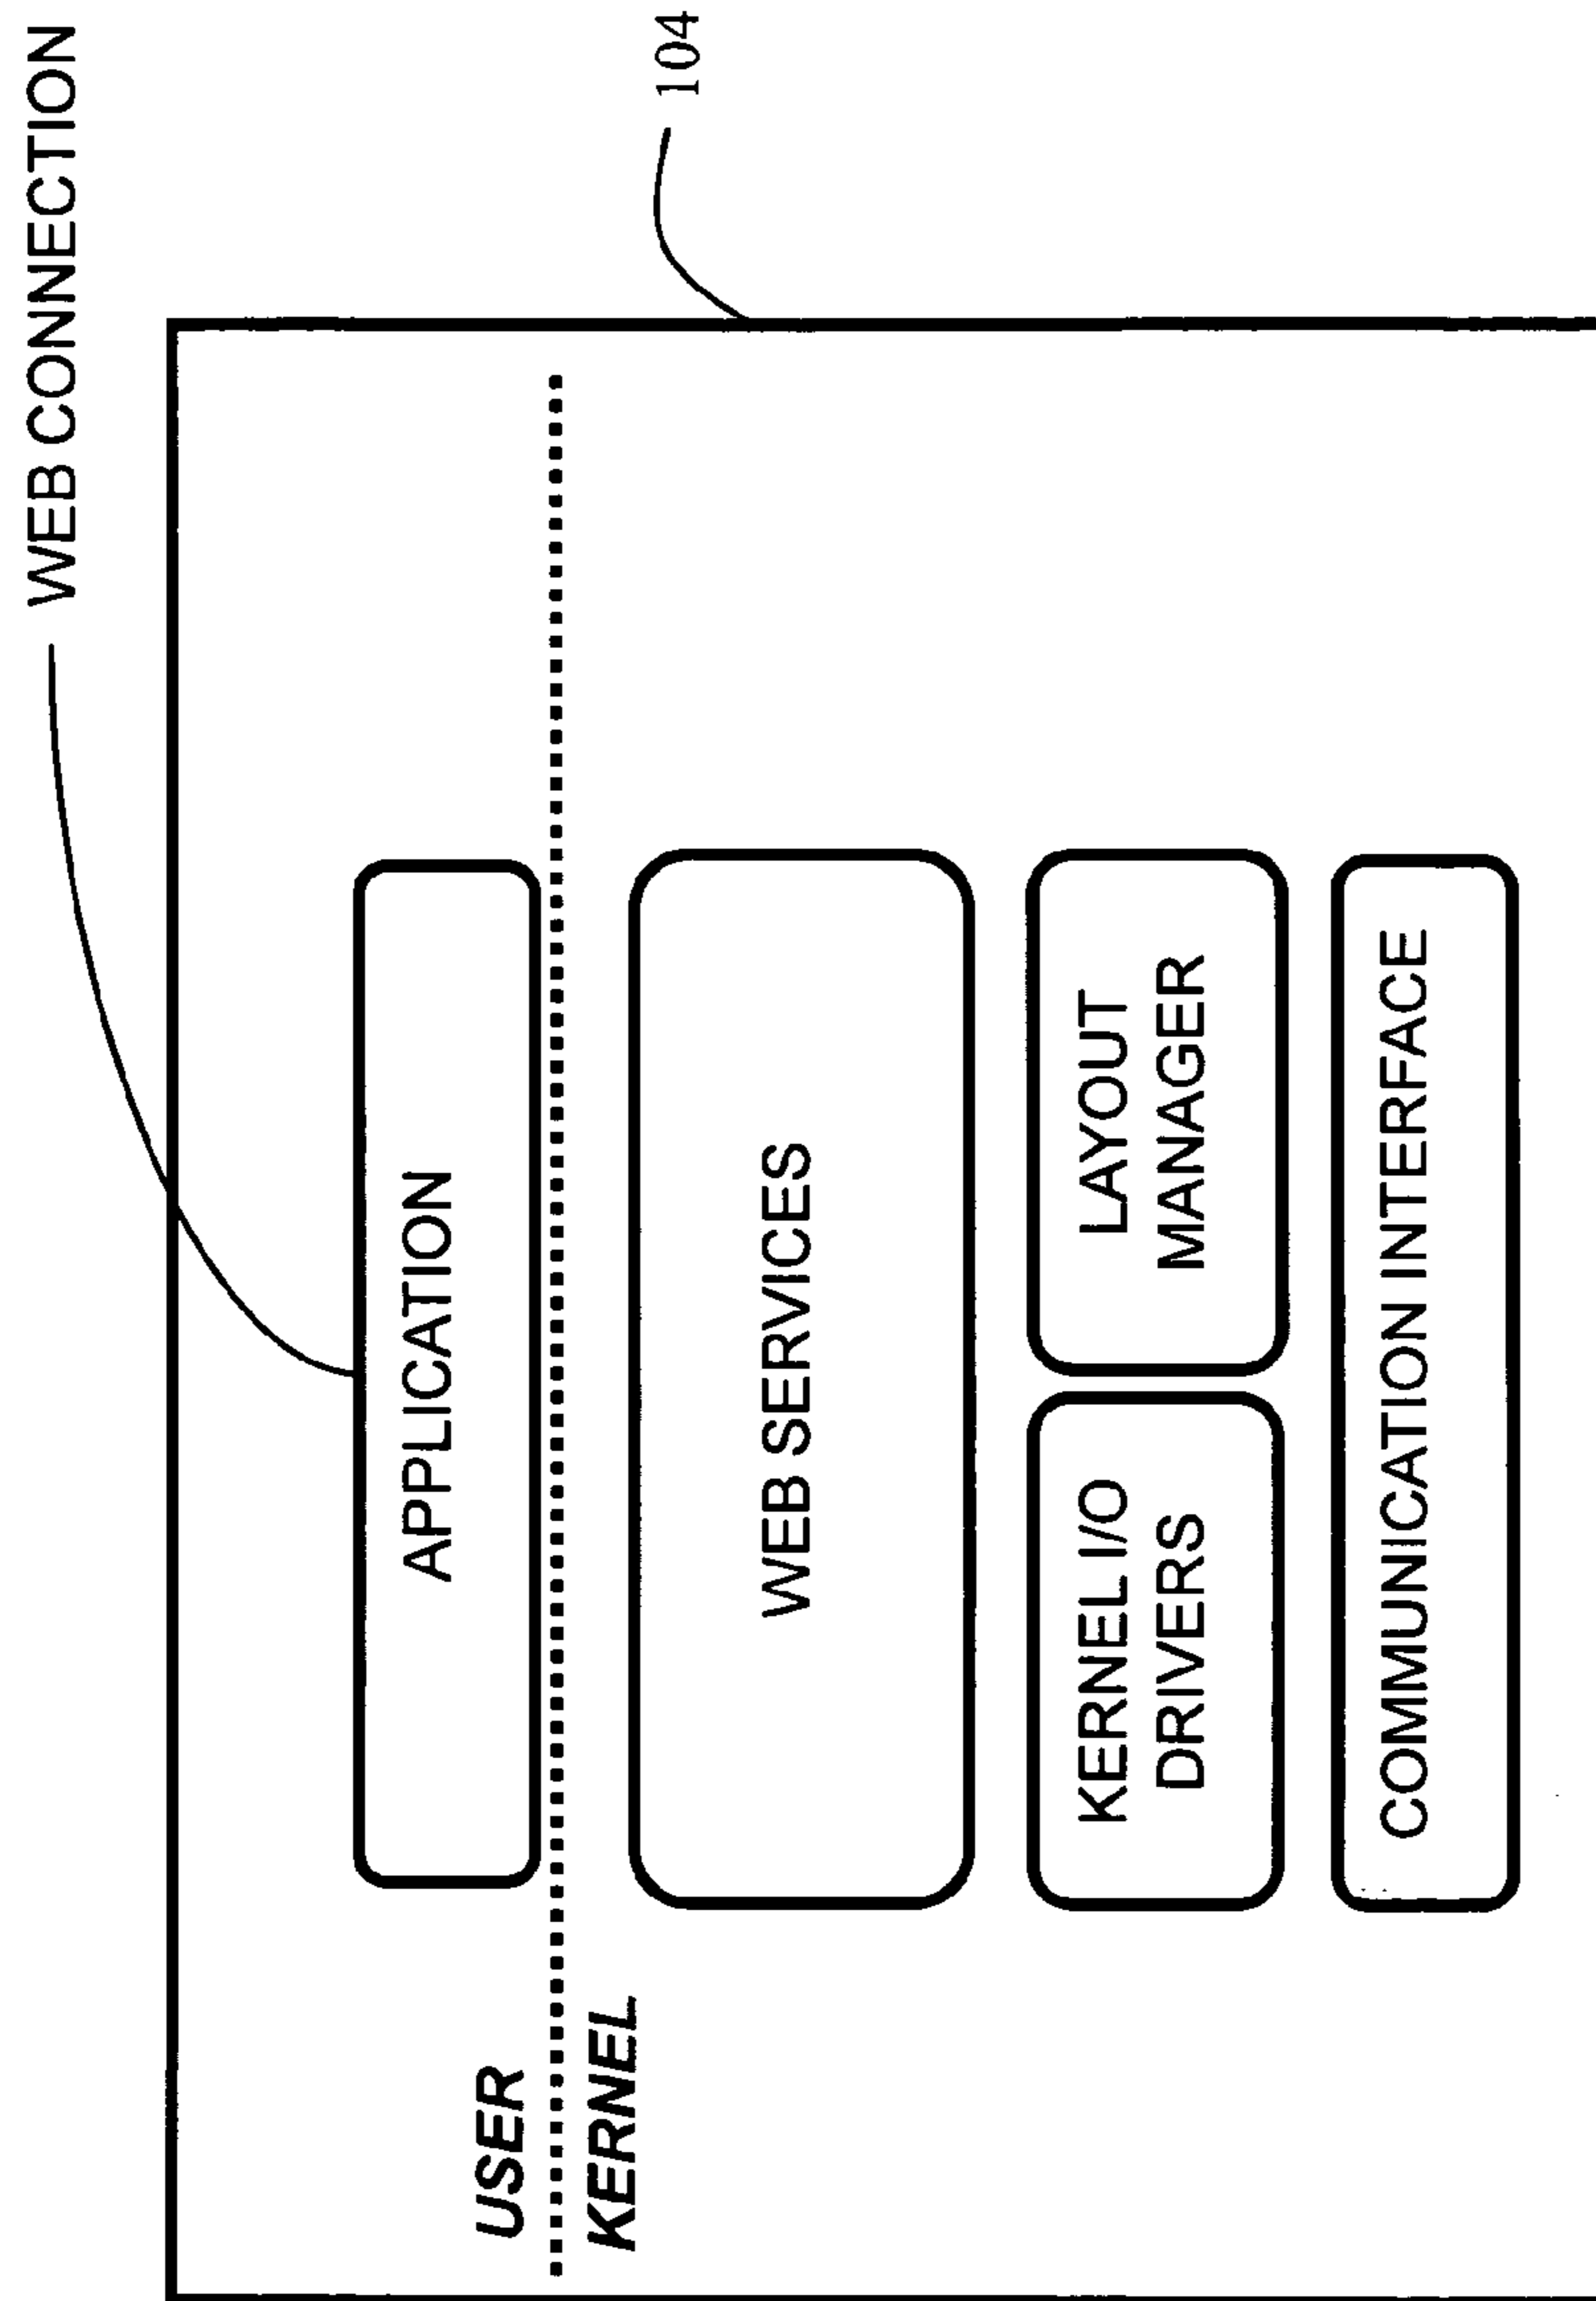 WEB CONNECTION
104
APPLICATION
USER
KERNEL
WEB SERVICES
KERNEL I/O
DRIVERS
LAYOUT
MANAGER
COMMUNICATION INTERFACE